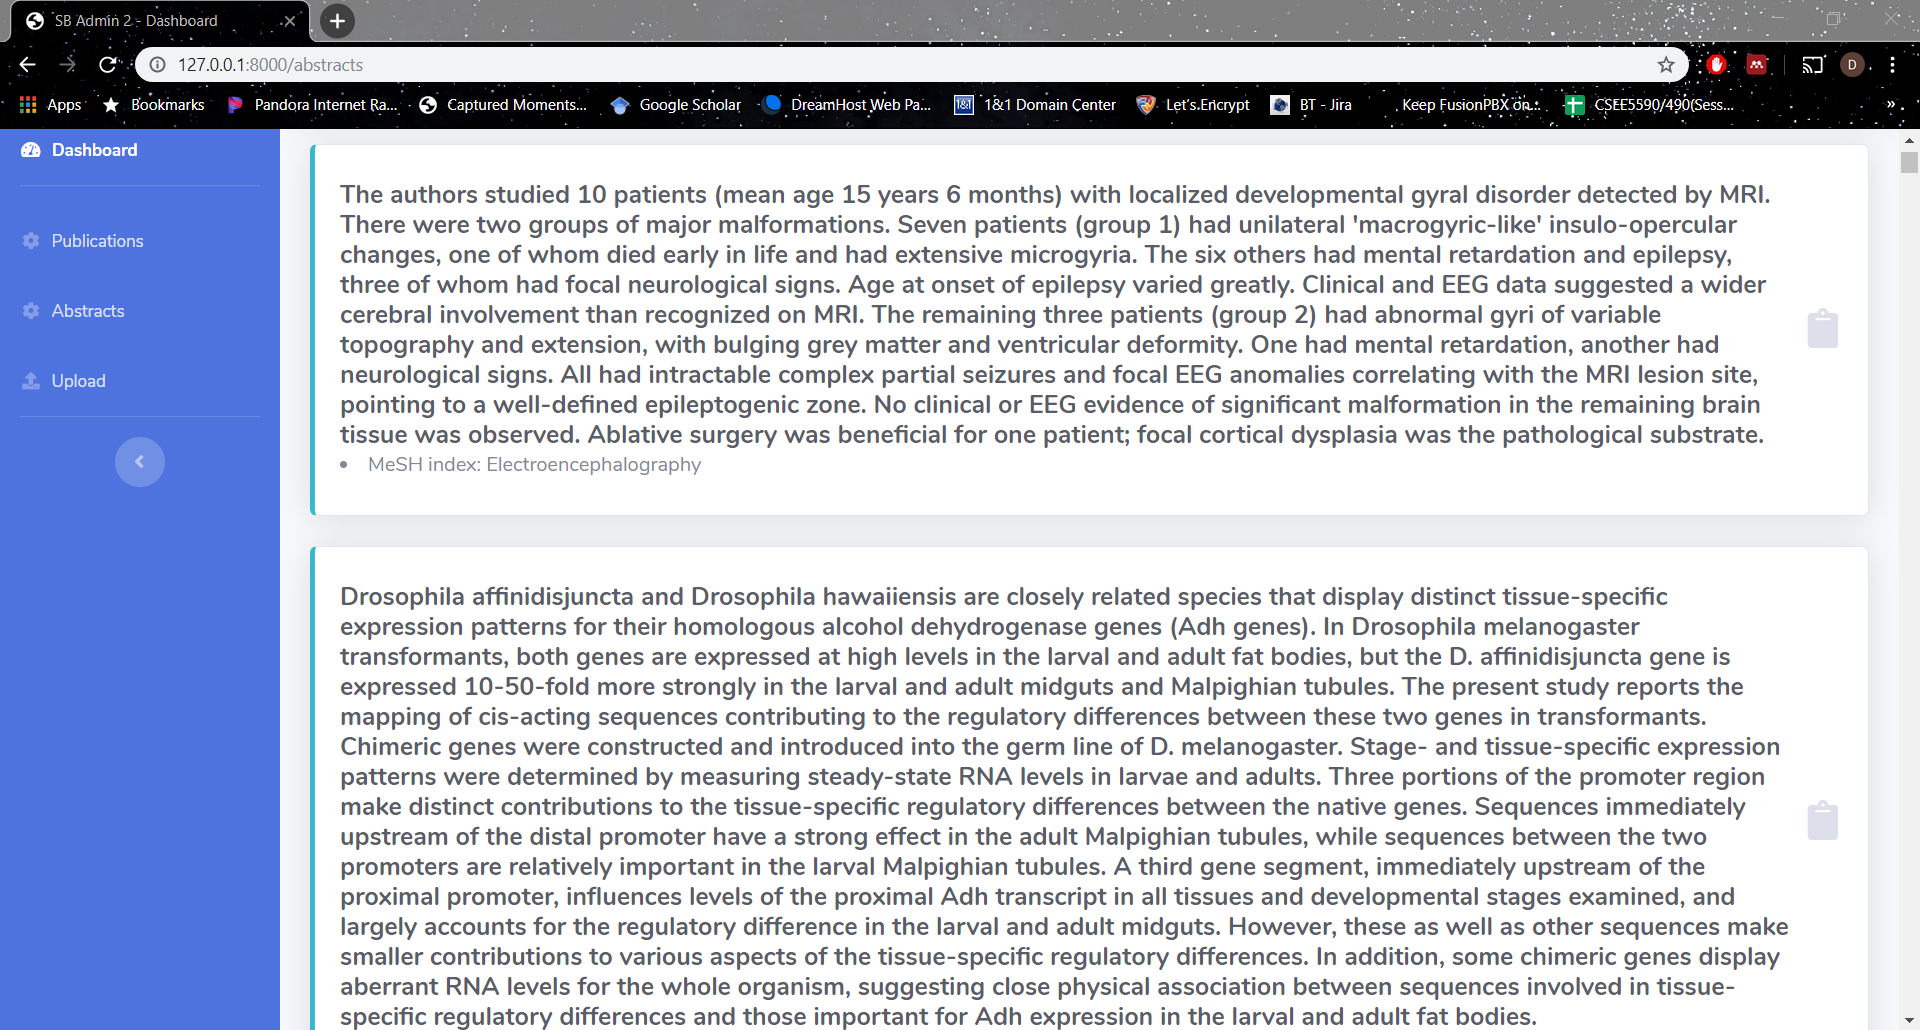 SB Admin 2 - Dashboard
127.0.0.1:8000/abstracts
D
Apps Bookmarks Pandora Internet Ra... Captured Moments... Google Scholar DreamHost Web Pa... 1&1 1&1 Domain Center Let's Encrypt BT - Jira Keep FusionPBX on... CSEE5590/490(Sess... »
Dashboard
Publications
Abstracts
Upload
The authors studied 10 patients (mean age 15 years 6 months) with localized developmental gyral disorder detected by MRI.
There were two groups of major malformations. Seven patients (group 1) had unilateral 'macrogyric-like' insulo-opercular
changes, one of whom died early in life and had extensive microgyria. The six others had mental retardation and epilepsy,
three of whom had focal neurological signs. Age at onset of epilepsy varied greatly. Clinical and EEG data suggested a wider
cerebral involvement than recognized on MRI. The remaining three patients (group 2) had abnormal gyri of variable
topography and extension, with bulging grey matter and ventricular deformity. One had mental retardation, another had
neurological signs. All had intractable complex partial seizures and focal EEG anomalies correlating with the MRI lesion site,
pointing to a well-defined epileptogenic zone. No clinical or EEG evidence of significant malformation in the remaining brain
tissue was observed. Ablative surgery was beneficial for one patient; focal cortical dysplasia was the pathological substrate.
• MeSH index: Electroencephalography
Drosophila affinidisjuncta and Drosophila hawaiiensis are closely related species that display distinct tissue-specific
expression patterns for their homologous alcohol dehydrogenase genes (Adh genes). In Drosophila melanogaster
transformants, both genes are expressed at high levels in the larval and adult fat bodies, but the D. affinidisjuncta gene is
expressed 10-50-fold more strongly in the larval and adult midguts and Malpighian tubules. The present study reports the
mapping of cis-acting sequences contributing to the regulatory differences between these two genes in transformants.
Chimeric genes were constructed and introduced into the germ line of D. melanogaster. Stage- and tissue-specific expression
patterns were determined by measuring steady-state RNA levels in larvae and adults. Three portions of the promoter region
make distinct contributions to the tissue-specific regulatory differences between the native genes. Sequences immediately
upstream of the distal promoter have a strong effect in the adult Malpighian tubules, while sequences between the two
promoters are relatively important in the larval Malpighian tubules. A third gene segment, immediately upstream of the
proximal promoter, influences levels of the proximal Adh transcript in all tissues and developmental stages examined, and
largely accounts for the regulatory difference in the larval and adult midguts. However, these as well as other sequences make
smaller contributions to various aspects of the tissue-specific regulatory differences. In addition, some chimeric genes display
aberrant RNA levels for the whole organism, suggesting close physical association between sequences involved in tissue-
specific regulatory differences and those important for Adh expression in the larval and adult fat bodies.